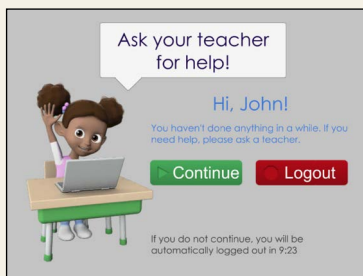 Ask your teacher
for help!
Hi, John!
You haven't done anything in a while. If you
need help, please ask a teacher.
Continue
Logout
If you do not continue, you will be
automatically logged out in 9:23